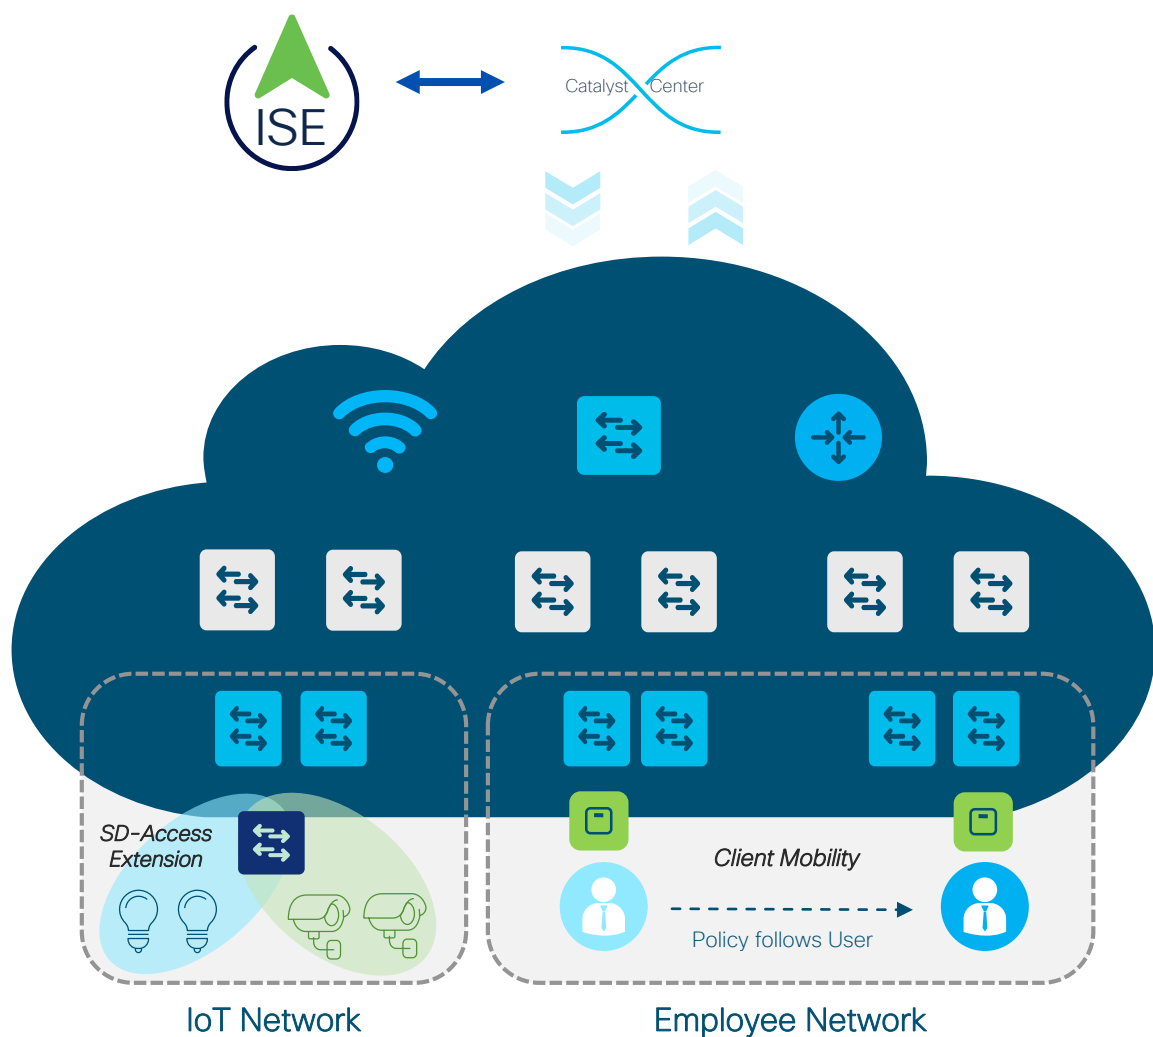 ISE
Catalyst Center
SD-Access
Extension
Client Mobility
Policy follows User
IoT Network
Employee Network